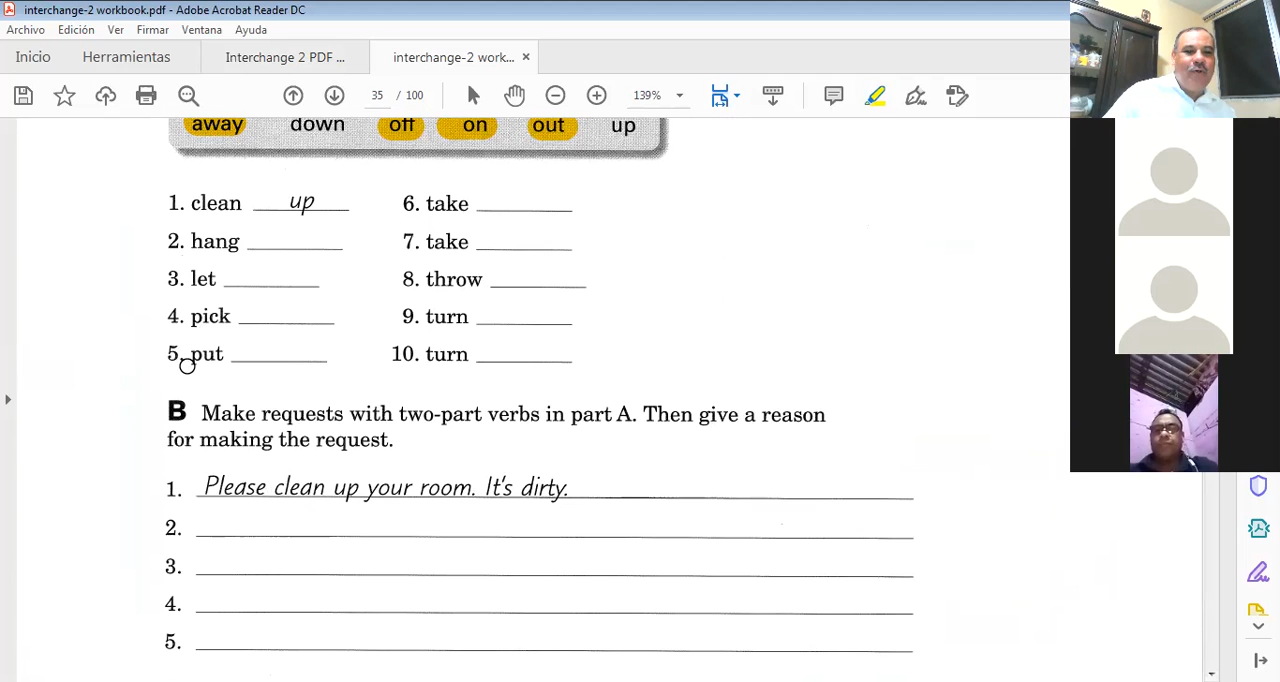 interchange-2 workbook.pdf - Adobe Acrobat Reader DC
Archivo Edición Ver Firmar Ventana Ayuda
Inicio Herramientas Interchange 2 PDF ... interchange-2 work... ×
35 / 100 139%
away down off on out up
1. clean up 6. take
2. hang 7. take
3. let 8. throw
4. pick 9. turn
5. put 10. turn
B Make requests with two-part verbs in part A. Then give a reason
for making the request.
1. Please clean up your room. It's dirty.
2.
3.
4.
5.